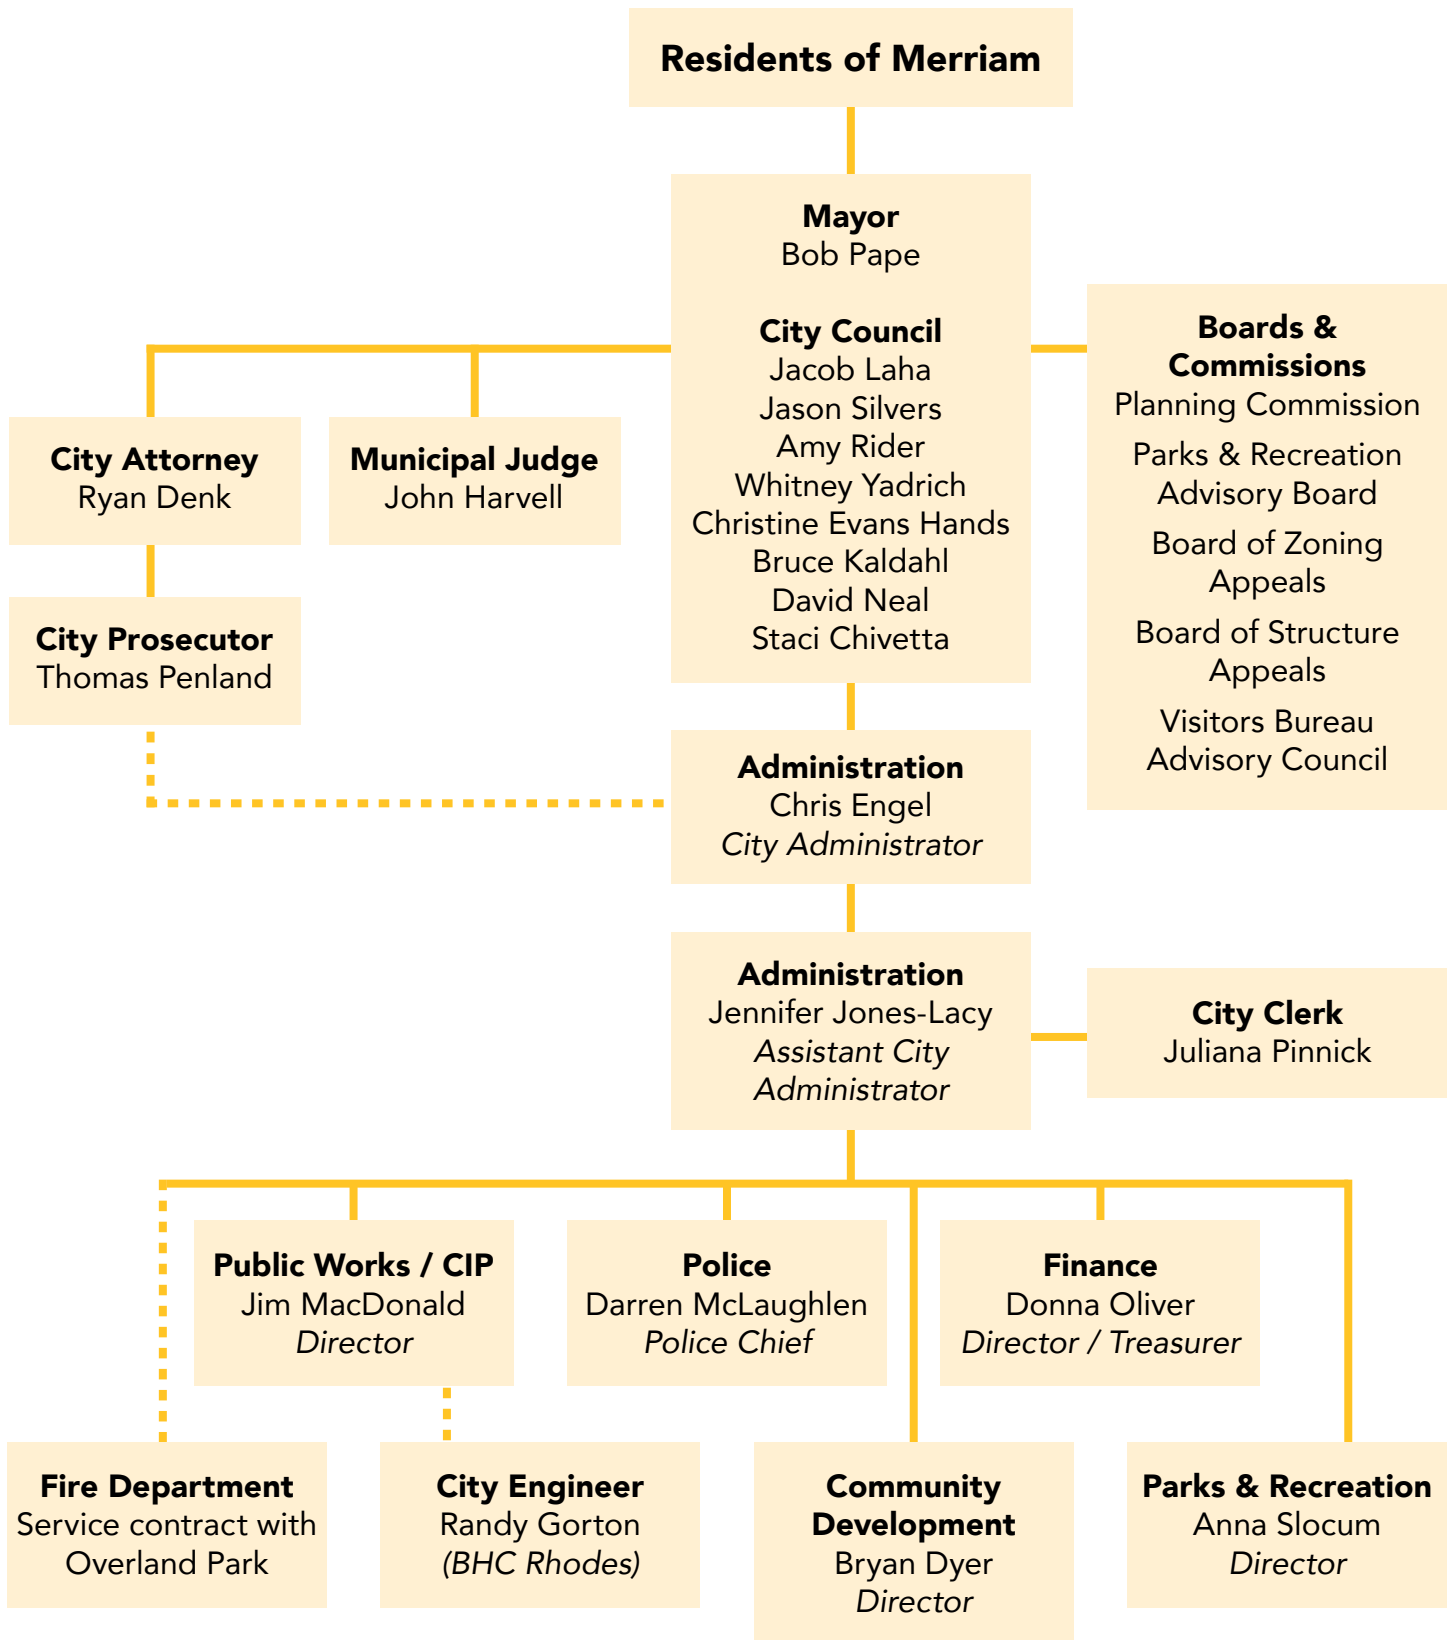 Residents of Merriam
Mayor
Bob Pape
City Council
Jacob Laha
Jason Silvers
Amy Rider
Whitney Yadrich
Christine Evans Hands
Bruce Kaldahl
David Neal
Staci Chivetta
Boards &
Commissions
Planning Commission
Parks & Recreation
Advisory Board
Board of Zoning
Appeals
Board of Structure
Appeals
Visitors Bureau
Advisory Council
City Attorney
Ryan Denk
Municipal Judge
John Harvell
City Prosecutor
Thomas Penland
Administration
Chris Engel
City Administrator
Administration
Jennifer Jones-Lacy
Assistant City
Administrator
City Clerk
Juliana Pinnick
Public Works / CIP
Jim MacDonald
Director
Police
Darren McLaughlen
Police Chief
Finance
Donna Oliver
Director / Treasurer
Fire Department
Service contract with
Overland Park
City Engineer
Randy Gorton
(BHC Rhodes)
Community
Development
Bryan Dyer
Director
Parks & Recreation
Anna Slocum
Director